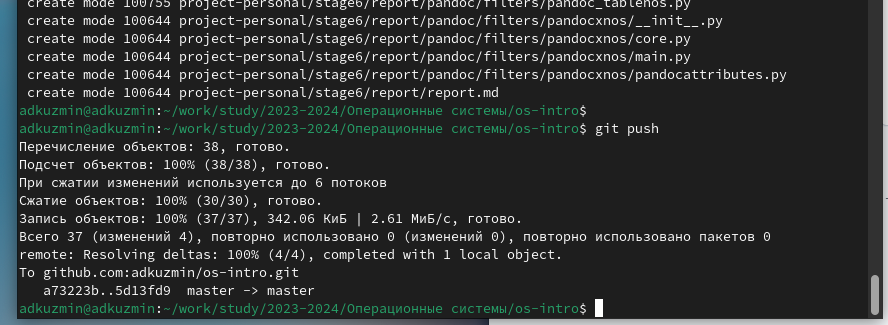 create mode 100755 project-personal/stage6/report/pandoc/filters/pandoc_tablenos.py
create mode 100644 project-personal/stage6/report/pandoc/filters/pandocxnos/__init__.py
create mode 100644 project-personal/stage6/report/pandoc/filters/pandocxnos/core.py
create mode 100644 project-personal/stage6/report/pandoc/filters/pandocxnos/main.py
create mode 100644 project-personal/stage6/report/pandoc/filters/pandocxnos/pandocattributes.py
create mode 100644 project-personal/stage6/report/report.md
adkuzmin@adkuzmin:~/work/study/2023-2024/Операционные системы/os-intro$
adkuzmin@adkuzmin:~/work/study/2023-2024/Операционные системы/os-intro$ git push
Перечисление объектов: 38, готово.
Подсчет объектов: 100% (38/38), готово.
При сжатии изменений используется до 6 потоков
Сжатие объектов: 100% (30/30), готово.
Запись объектов: 100% (37/37), 342.06 КиБ | 2.61 МиБ/с, готово.
Всего 37 (изменений 4), повторно использовано 0 (изменений 0), повторно использовано пакетов 0
remote: Resolving deltas: 100% (4/4), completed with 1 local object.
To github.com:adkuzmin/os-intro.git
a73223b..5d13fd9  master -> master
adkuzmin@adkuzmin:~/work/study/2023-2024/Операционные системы/os-intro$